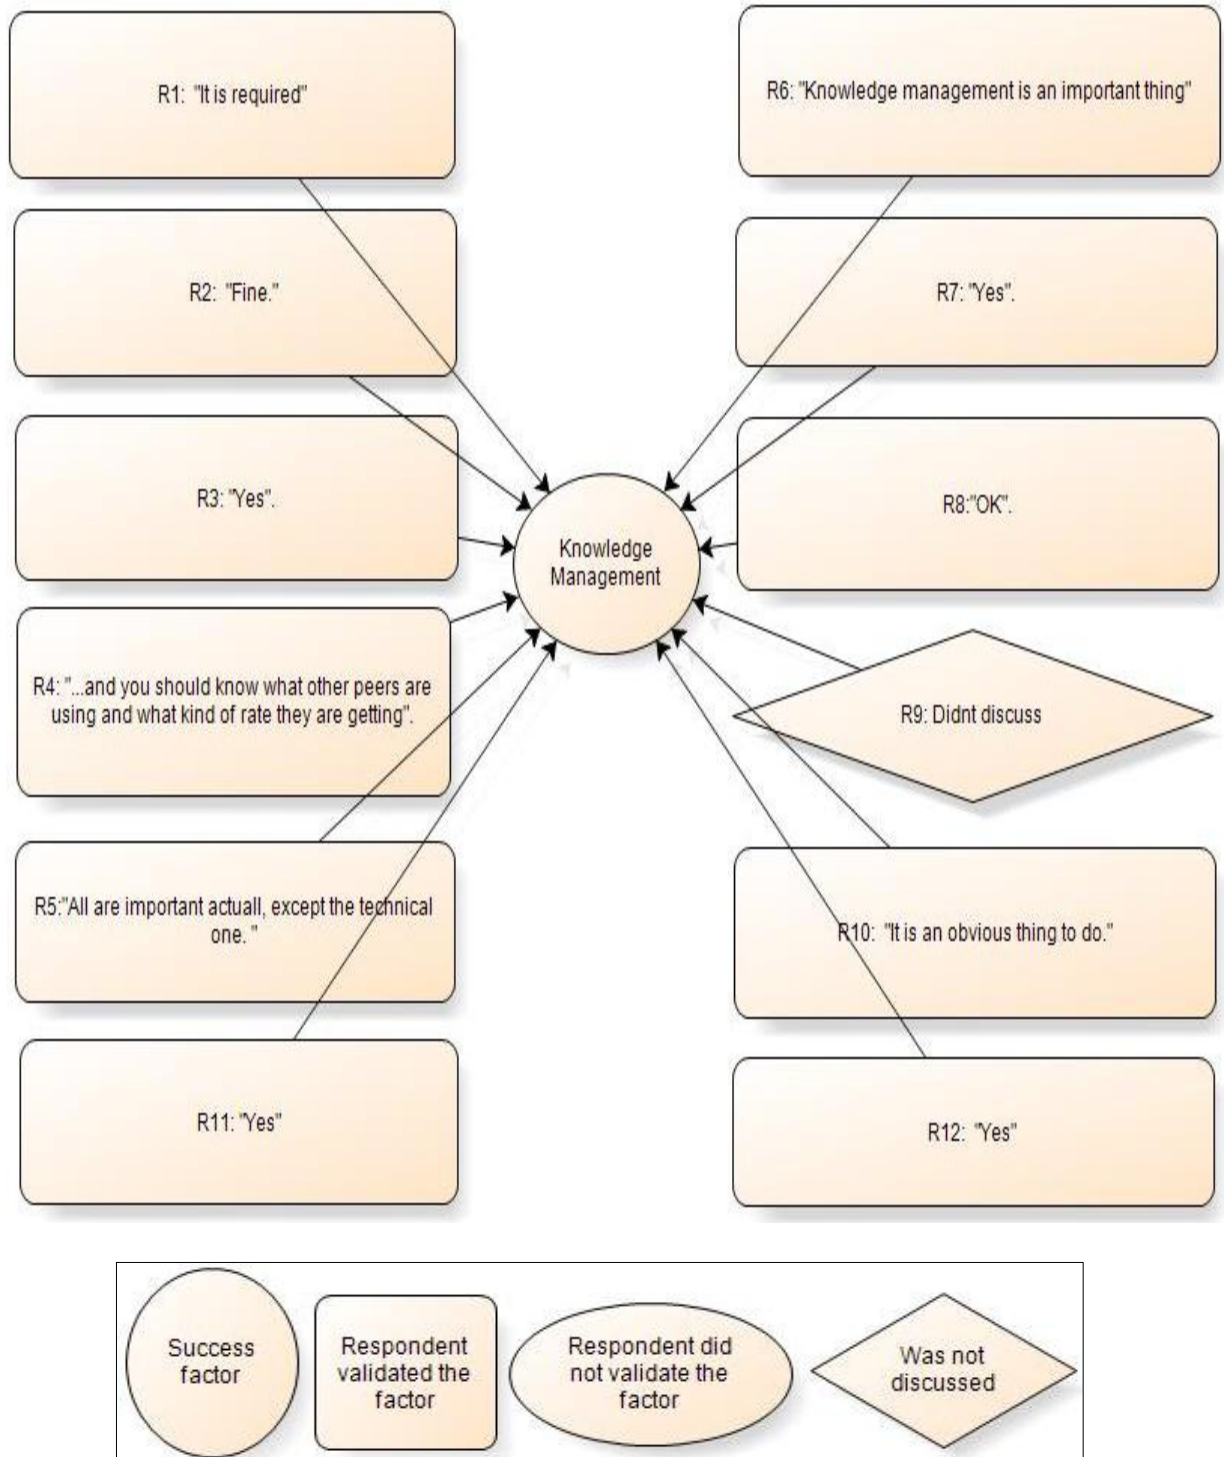 R1: "It is required"
R2: "Fine."
R3: "Yes".
R4: "...and you should know what other peers are
using and what kind of rate they are getting".
R5:"All are important actuall, except the technical
one. "
R11: "Yes"
Knowledge
Management
R6: "Knowledge management is an important thing"
R7: "Yes".
R8:"OK".
R9: Didnt discuss
R10: "It is an obvious thing to do."
R12: "Yes"
Success
factor
Respondent
validated the
factor
Respondent did
not validate the
factor
Was not
discussed